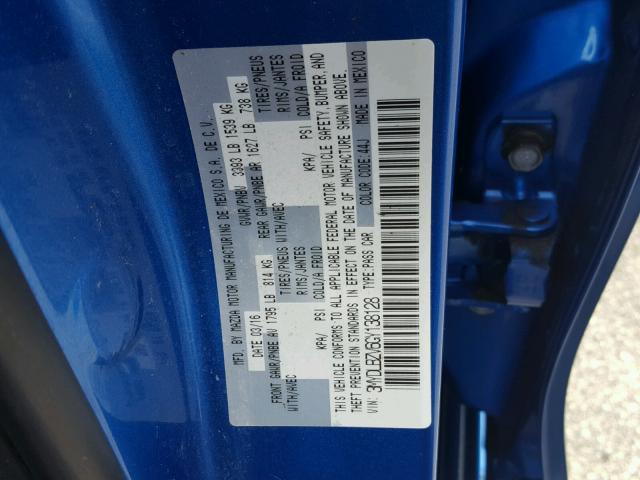 MFD BY MAZDA MOTOR MANUFACTURING DE MEXICO S.A. DE C.V.
DATE 03/16 GVWR/PNBV 3393 LB 1539 KG
FRONT GAWR/PNBE AV 1795 LB 814 KG REAR GAWR/PNBE AR 1627 LB 738 KG
WITH/AVEC TIRES/PNEUS WITH/AVEC TIRES/PNEUS
RIMS/JANTES RIMS/JANTES
KPA/ PSI COLD/A.FROID KPA/ PSI COLD/A FROID
THIS VEHICLE CONFORMS TO ALL APPLICABLE FEDERAL MOTOR VEHICLE SAFETY,BUMPER,AND
THEFT PREVENTION STANDARDS IN EFFECT ON THE DATE OF MANUFACTURE SHOWN ABOVE.
VIN: 3MYDLBZV6GY138128 TYPE:PASS CAR COLOR CODE:44J MADE IN MEXICO